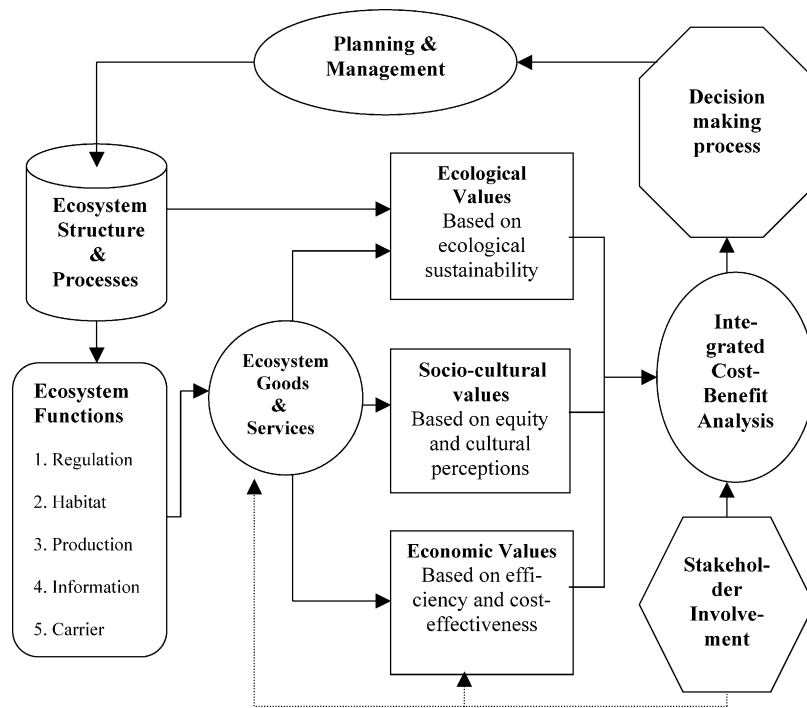 Planning &
Management
Decision
making
process
Ecosystem
Structure
&
Processes
Ecological
Values
Based on
ecological
sustainability
Ecosystem
Functions
1. Regulation
2. Habitat
3. Production
4. Information
5. Carrier
Ecosystem
Goods
&
Services
Socio-cultural
values
Based on equity
and cultural
perceptions
Economic Values
Based on effi-
ciency and cost-
effectiveness
Inte-
grated
Cost-
Benefit
Analysis
Stakehol-
der
Involve-
ment